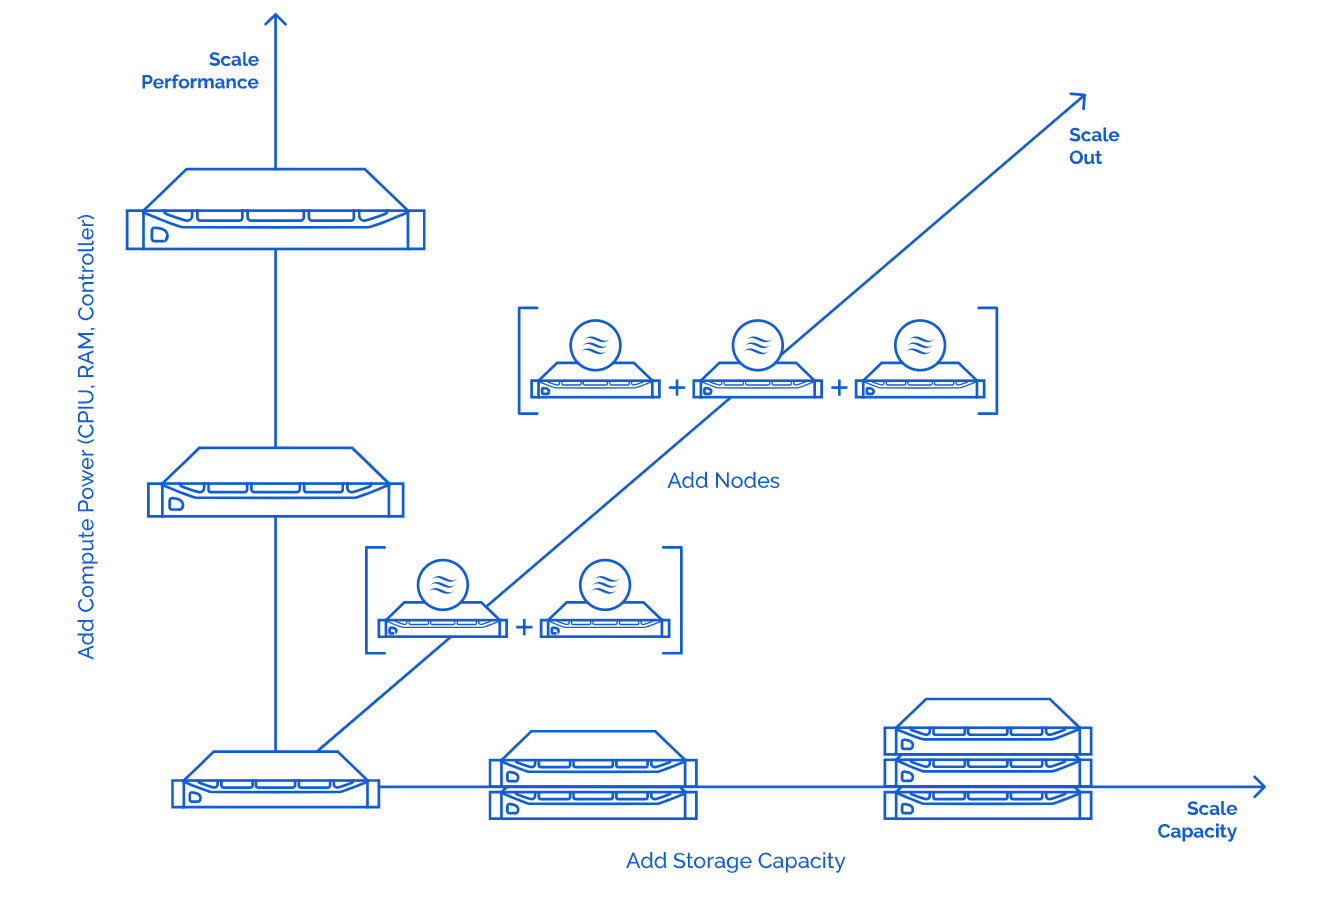 Scale
Performance
Scale
Out
Add Compute Power (CPIU, RAM, Controller)
Add Nodes
Scale
Capacity
Add Storage Capacity